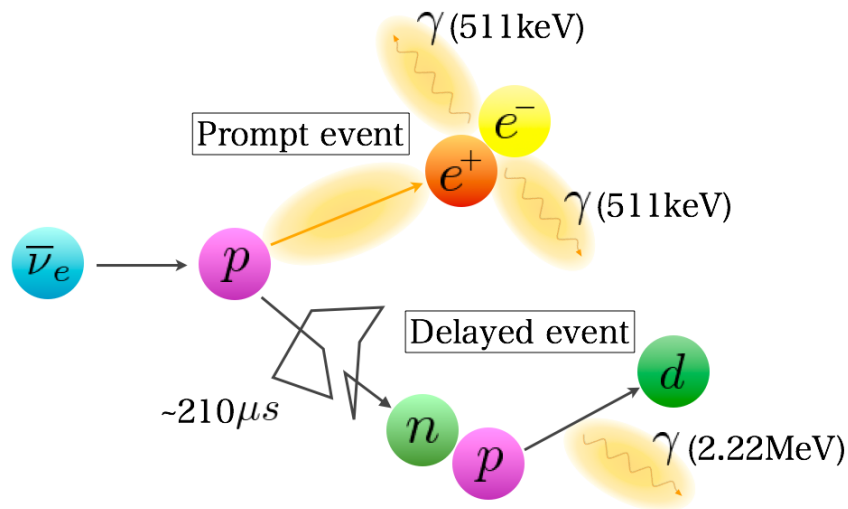 γ(511keV)
e⁻
Prompt event
e⁺
γ(511keV)
ν̅ₑ
p
Delayed event
d
~210μs
n
p
γ(2.22MeV)